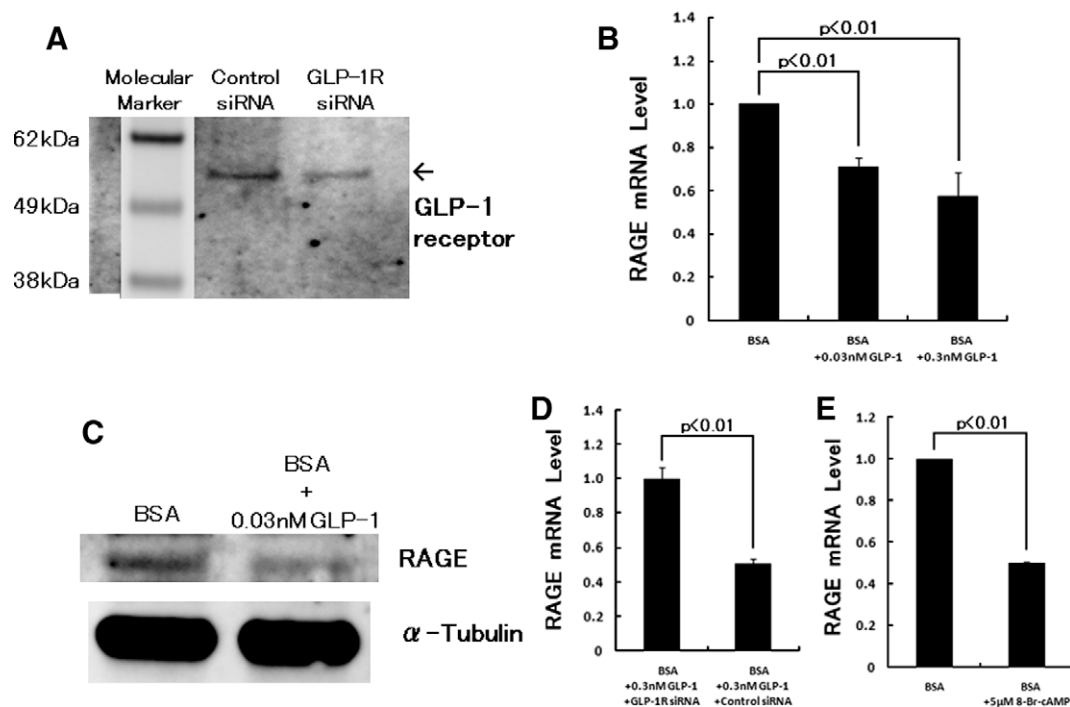 A
Molecular Marker
Control siRNA
GLP-1R siRNA
62kDa
49kDa
38kDa
←
GLP-1
receptor
B
RAGE mRNA Level
1.4
1.2
1.0
0.8
0.6
0.4
0.2
0
p<0.01
p<0.01
BSA
BSA
+0.03nM GLP-1
BSA
+0.3nM GLP-1
C
BSA
BSA
+
0.03nM GLP-1
RAGE
α-Tubulin
D
RAGE mRNA Level
1.4
1.2
1.0
0.8
0.6
0.4
0.2
0
p<0.01
BSA
+0.3nM GLP-1
+GLP-1R siRNA
BSA
+0.3nM GLP-1
+Control siRNA
E
RAGE mRNA Level
1.2
1.0
0.8
0.6
0.4
0.2
0
p<0.01
BSA
BSA
+5μM 8-Br-cAMP